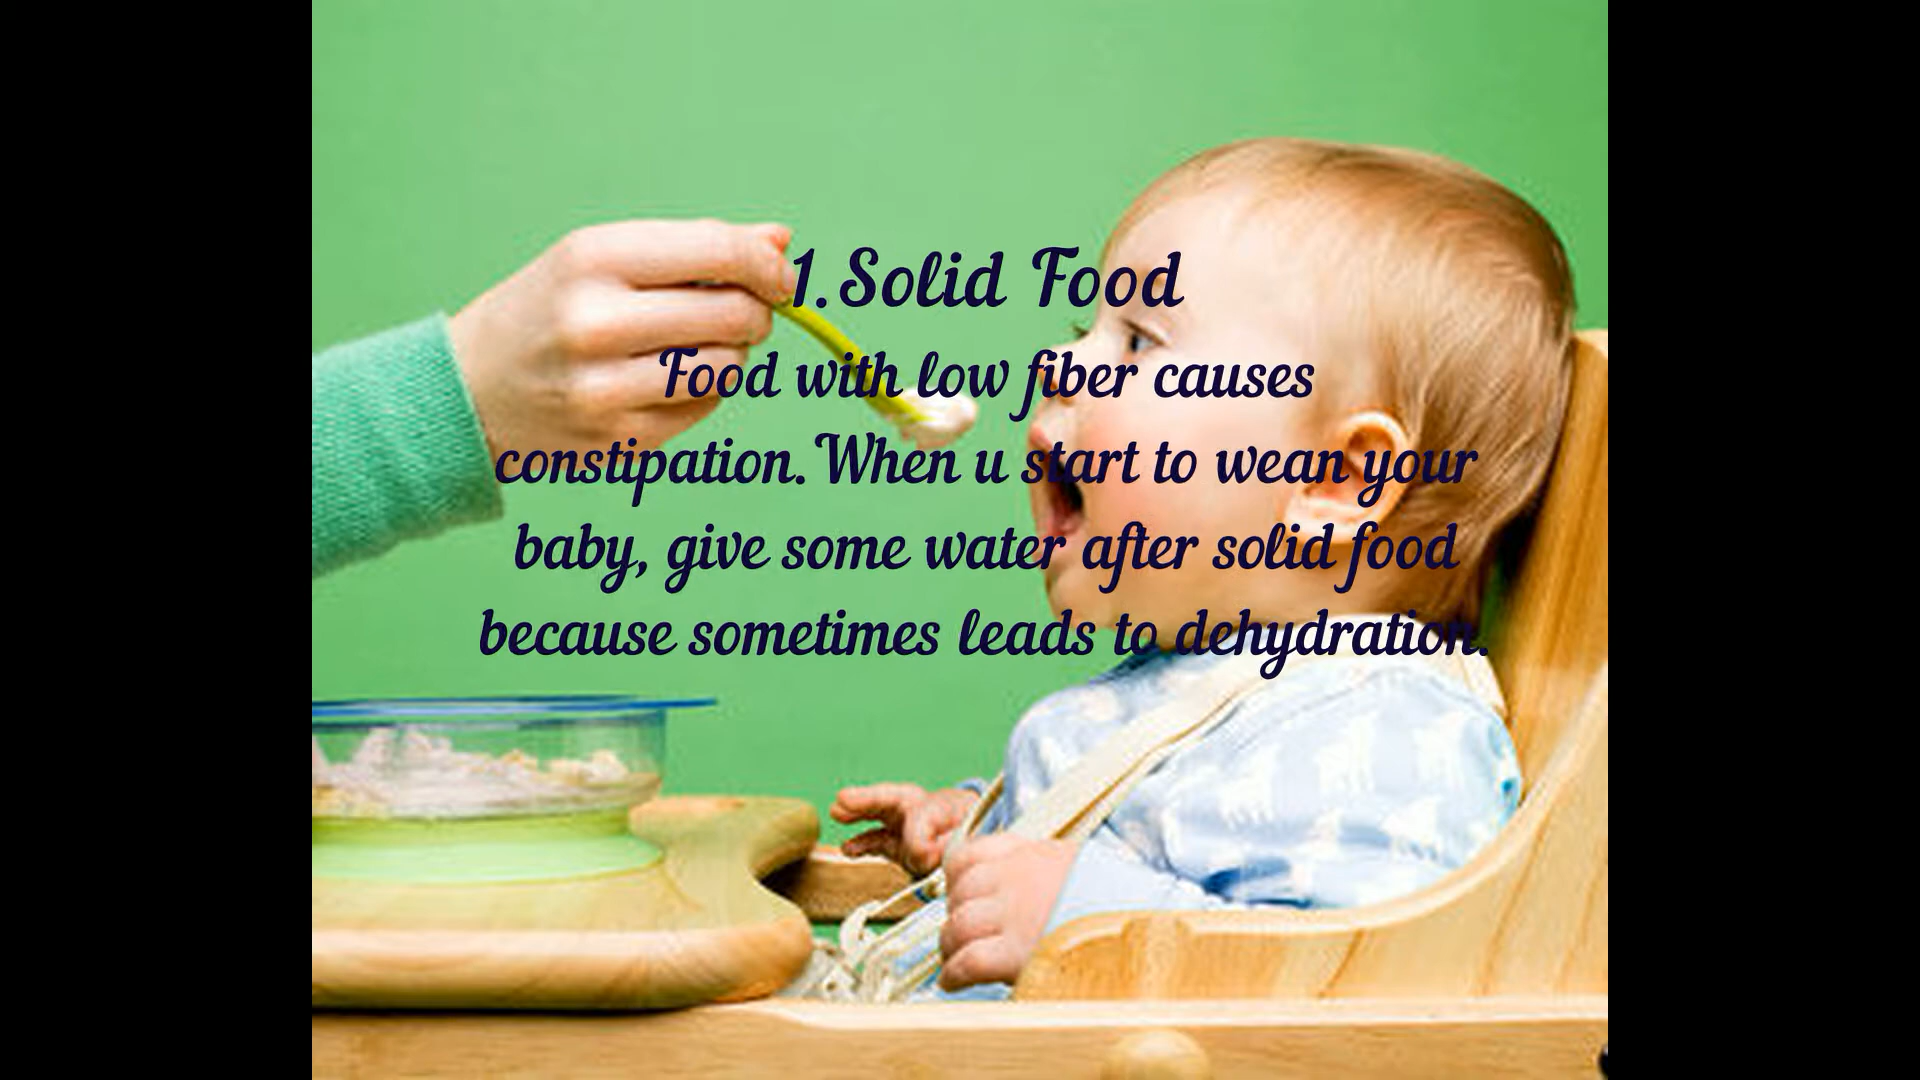 1. Solid Food
Food with low fiber causes
constipation. When u start to wean your
baby, give some water after solid food
because sometimes leads to dehydration.